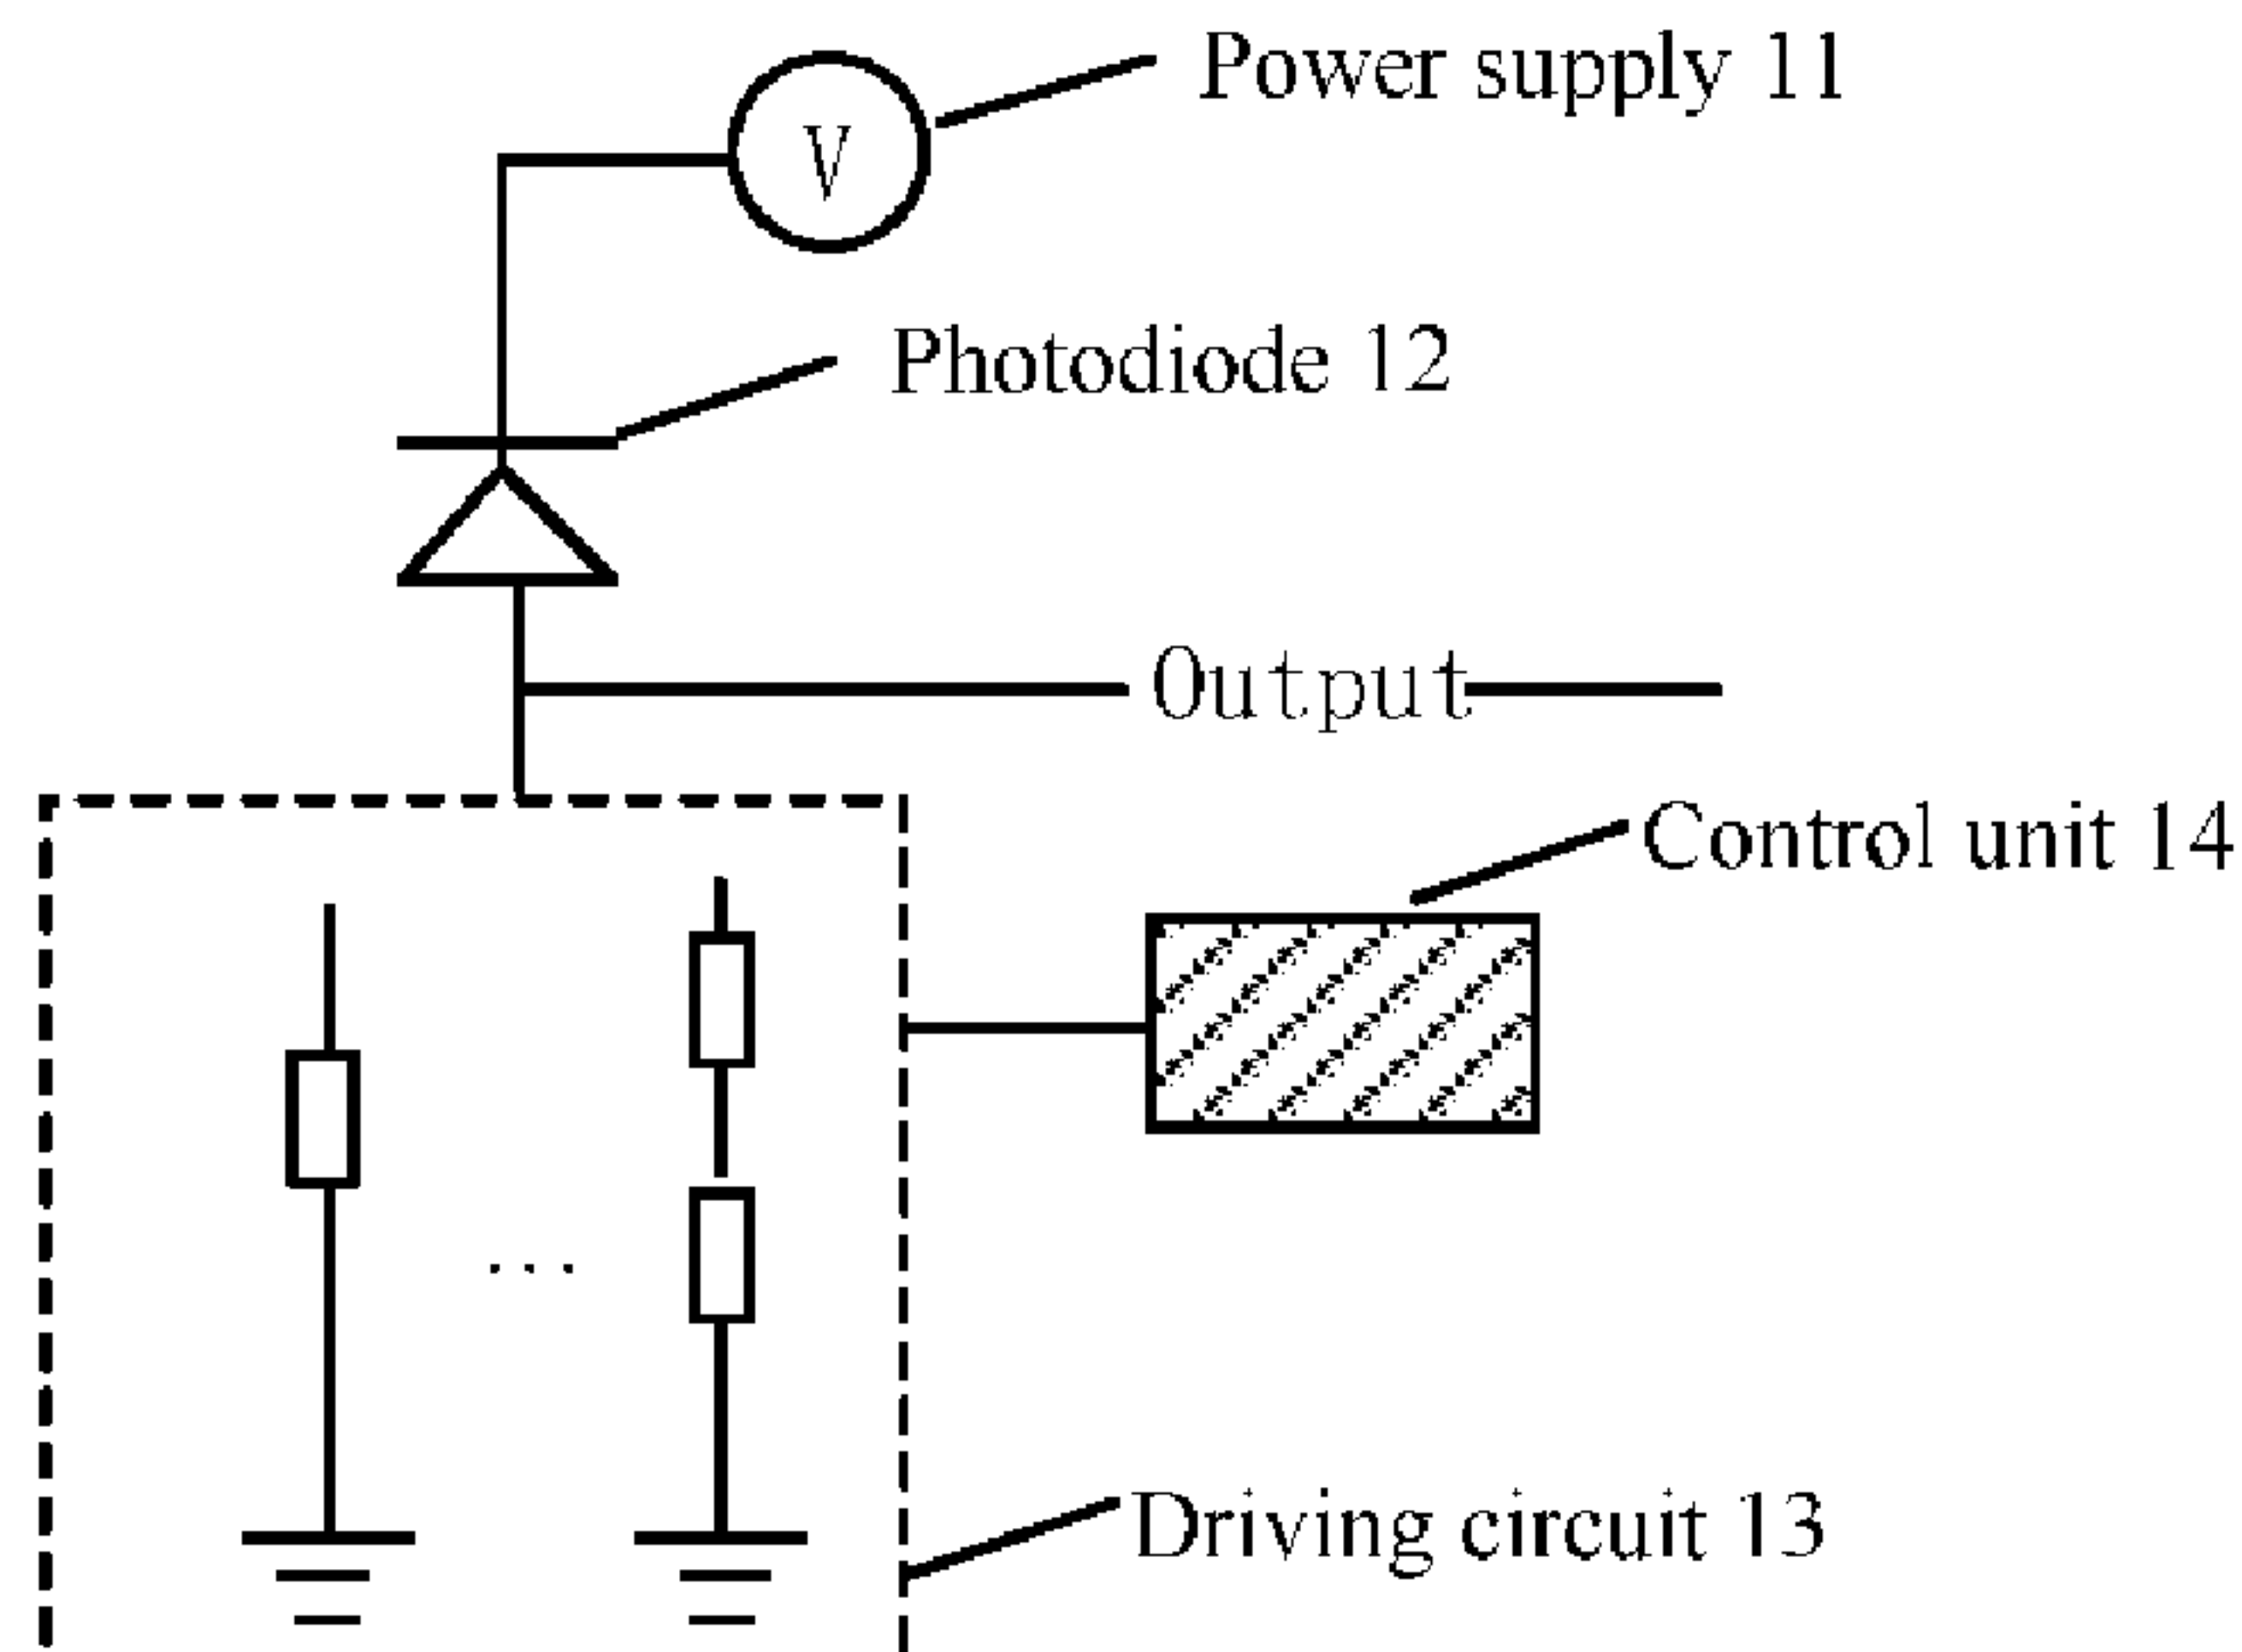 Power supply 11
V
Photodiode 12
Output
Control unit 14
...
Driving circuit 13